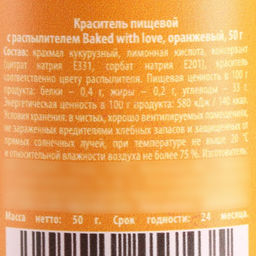 Краситель пищевой
с распылителем Baked with love, оранжевый, 50 г
Состав: крахмал кукурузный, лимонная кислота, консервант
(цитрат натрия Е331, сорбат натрия Е201), краситель
соответственно цвету распылителя. Пищевая ценность в 100 г
продукта: белки – 0,4 г, жиры – 0,2 г, углеводы – 33 г.
Энергетическая ценность в 100 г продукта: 580 кДж / 140 ккал.
Условия хранения: в чистых, хорошо вентилируемых помещениях,
не зараженных вредителями хлебных запасов и защищенных от
прямых солнечных лучей, при температуре не выше 20 °С
и относительной влажности воздуха не более 75 %. Изготовитель:
Масса нетто: 50 г. Срок годности: 24 месяца.